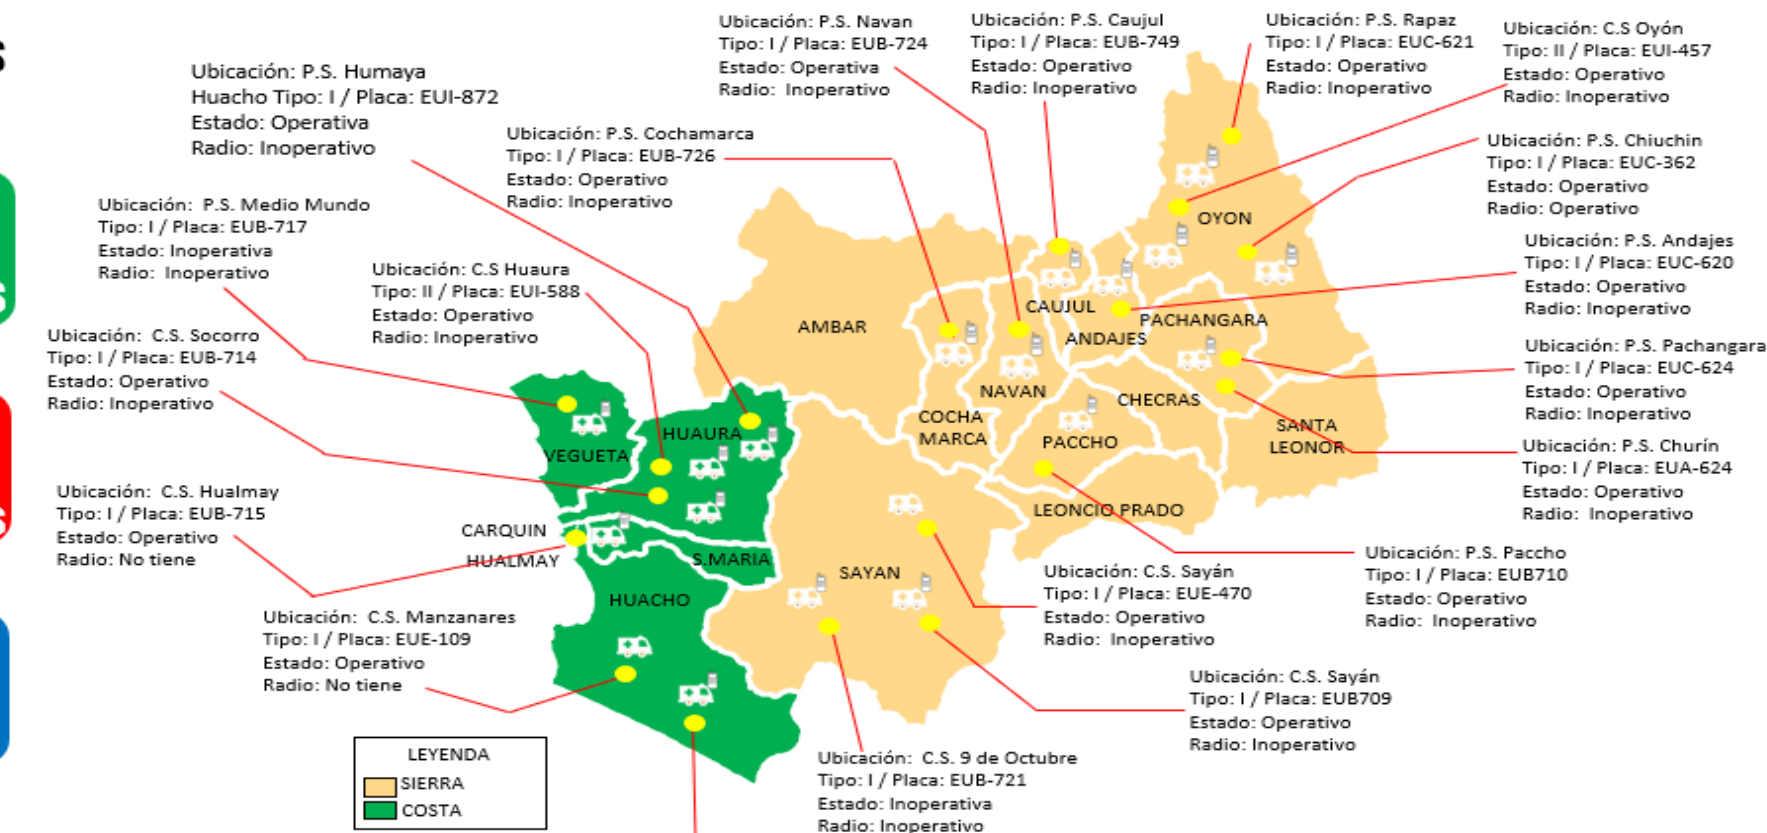 S
S
S
Ubicación: P.S. Humaya
Huacho Tipo: I / Placa: EUI-872
Estado: Operativa
Radio: Inoperativo
Ubicación: P.S. Navan
Tipo: I / Placa: EUB-724
Estado: Operativa
Radio:  Inoperativo
Ubicación: P.S. Caujul
Tipo: I / Placa: EUB-749
Estado: Operativo
Radio: Inoperativo
Ubicación: P.S. Rapaz
Tipo: I / Placa: EUC-621
Estado: Operativo
Radio: Inoperativo
Ubicación: C.S Oyón
Tipo: II / Placa: EUI-457
Estado: Operativo
Radio: Inoperativo
Ubicación: P.S. Cochamarca
Tipo: I / Placa: EUB-726
Estado: Operativo
Radio: Inoperativo
Ubicación: P.S. Chiuchin
Tipo: I / Placa: EUC-362
Estado: Operativo
Radio: Operativo
Ubicación:  P.S. Medio Mundo
Tipo: I / Placa: EUB-717
Estado: Inoperativa
Radio:  Inoperativo
Ubicación: C.S Huaura
Tipo: II / Placa: EUI-588
Estado: Operativo
Radio: Inoperativo
Ubicación: P.S. Andajes
Tipo: I / Placa: EUC-620
Estado: Operativo
Radio: Inoperativo
Ubicación:  C.S. Socorro
Tipo: I / Placa: EUB-714
Estado: Operativo
Radio: Inoperativo
Ubicación: P.S. Pachangara
Tipo: I / Placa: EUC-624
Estado: Operativo
Radio: Inoperativo
Ubicación: P.S. Churín
Tipo: I / Placa: EUA-624
Estado: Operativo
Radio:  Inoperativo
Ubicación:  C.S. Hualmay
Tipo: I / Placa: EUB-715
Estado: Operativo
Radio: No tiene
Ubicación: P.S. Paccho
Tipo: I / Placa: EUB710
Estado: Operativo
Radio:  Inoperativo
Ubicación: C.S. Sayán
Tipo: I / Placa: EUE-470
Estado: Operativo
Radio:  Inoperativo
Ubicación:  C.S. Manzanares
Tipo: I / Placa: EUE-109
Estado: Operativo
Radio: No tiene
Ubicación: C.S. Sayán
Tipo: I / Placa: EUB709
Estado: Operativo
Radio: Inoperativo
Ubicación:  C.S. 9 de Octubre
Tipo: I / Placa: EUB-721
Estado: Inoperativa
Radio: Inoperativo
OYON
CAUJUL
PACHANGARA
ANDAJES
AMBAR
NAVAN
CHECRAS
COCHA
MARCA
PACCHO
SANTA
LEONOR
LEONCIO PRADO
HUAURA
VEGUETA
CARQUIN
HUALMAY
S.MARIA
SAYAN
HUACHO
LEYENDA
SIERRA
COSTA